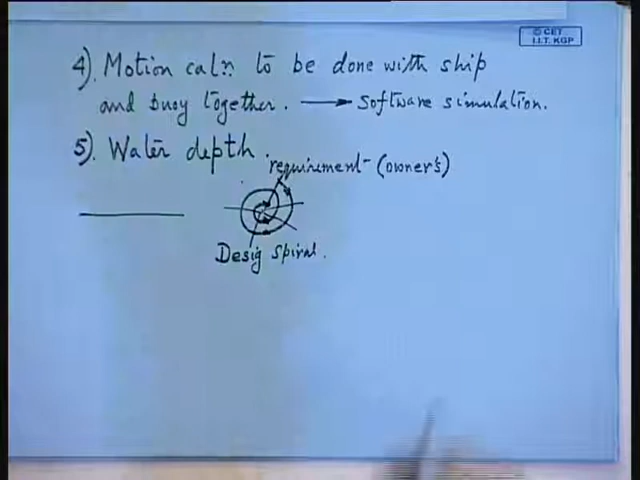 © CET
I.I.T. KGP
4). Motion caln to be done with ship
and buoy together. → software simulation.
5). Water depth.
requirement (owner's)
Desig spiral.